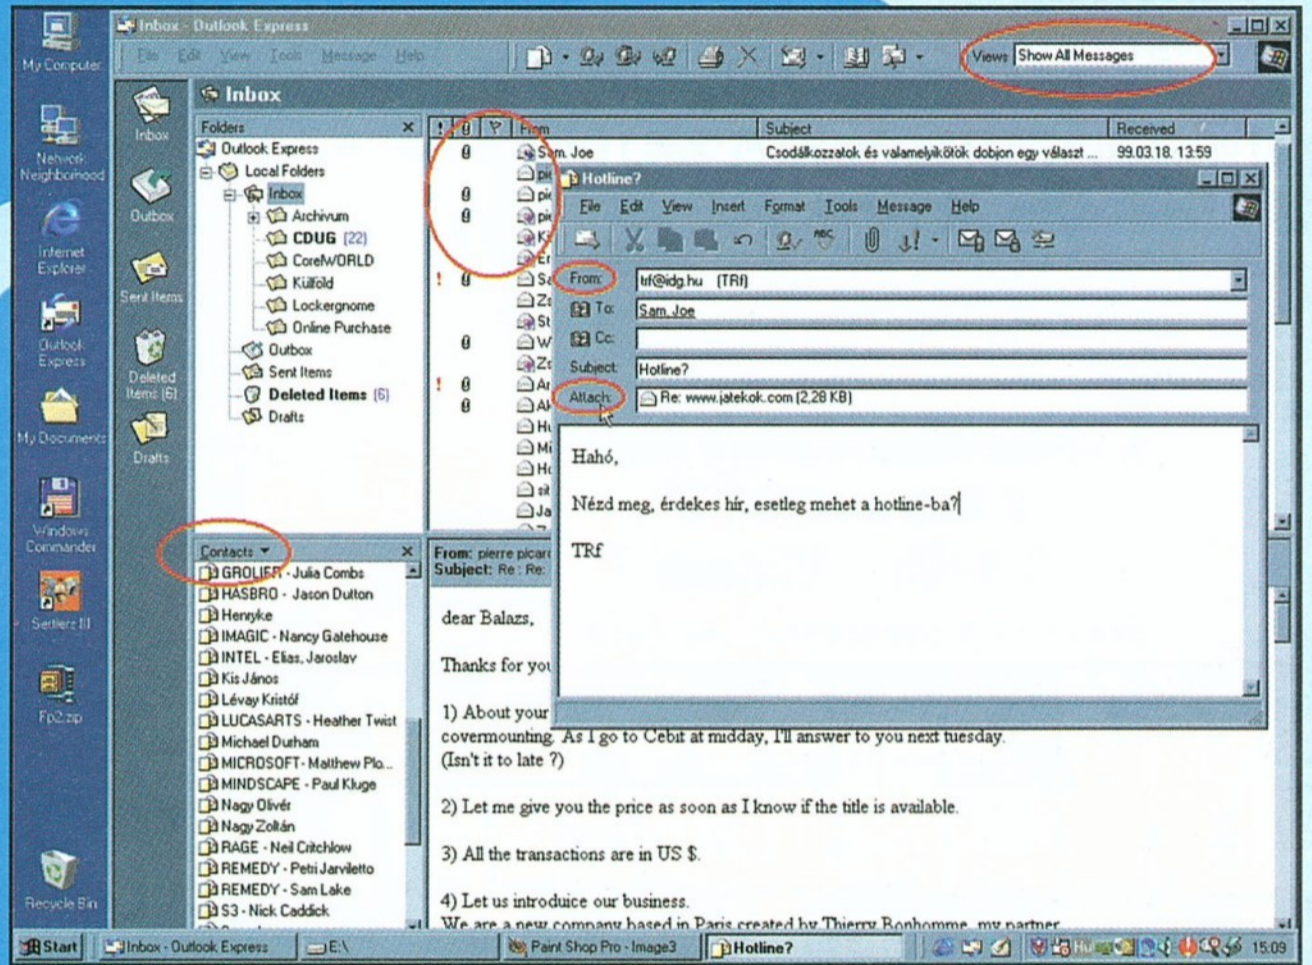 My Computer
Network
Neighborhood
Internet
Explorer
Outlook
Express
My Documents
Windows
Commander
Settlers III
Fp2.zip
Recycle Bin
Inbox - Outlook Express
File Edit View Tools Message Help
Views Show All Messages
Inbox
Inbox
Outbox
Sent Items
Deleted
Items (6)
Drafts
Folders
Outlook Express
Local Folders
Inbox
Archivum
CDUG (22)
CoreWORLD
Külföld
Lockergnome
Online Purchase
Outbox
Sent Items
Deleted Items (6)
Drafts
! From Subject Received
Sam, Joe Csodálkozzatok és valamelyikötök dobjon egy választ ... 99.03.18. 13:59
Hotline?
File Edit View Insert Format Tools Message Help
From: trf@idg.hu (TRf)
To: Sam, Joe
Cc:
Subject: Hotline?
Attach: Re: www.jatekok.com (2,28 KB)
Hahó,
Nézd meg, érdekes hír, esetleg mehet a hotline-ba?
TRf
Contacts
GROLIER - Julia Combs
HASBRO - Jason Dutton
Henryke
IMAGIC - Nancy Gatehouse
INTEL - Elias, Jaroslav
Kis János
Lévay Kristóf
LUCASARTS - Heather Twist
Michael Durham
MICROSOFT- Matthew Plo...
MINDSCAPE - Paul Kluge
Nagy Olivér
Nagy Zoltán
RAGE - Neil Critchlow
REMEDY - Petri Jarvilehto
REMEDY - Sam Lake
S3 - Nick Caddick
From: pierre picar
Subject: Re : Re:
dear Balazs,
Thanks for you
1) About your
covermounting. As I go to Cebit at midday, I'll answer to you next tuesday.
(Isn't it to late ?)
2) Let me give you the price as soon as I know if the title is available.
3) All the transactions are in US $.
4) Let us introduice our business.
We are a new company based in Paris created by Thierry Bonhomme, my partner
Start Inbox - Outlook Express E:\ Paint Shop Pro - Image3 Hotline? Hu 15:09